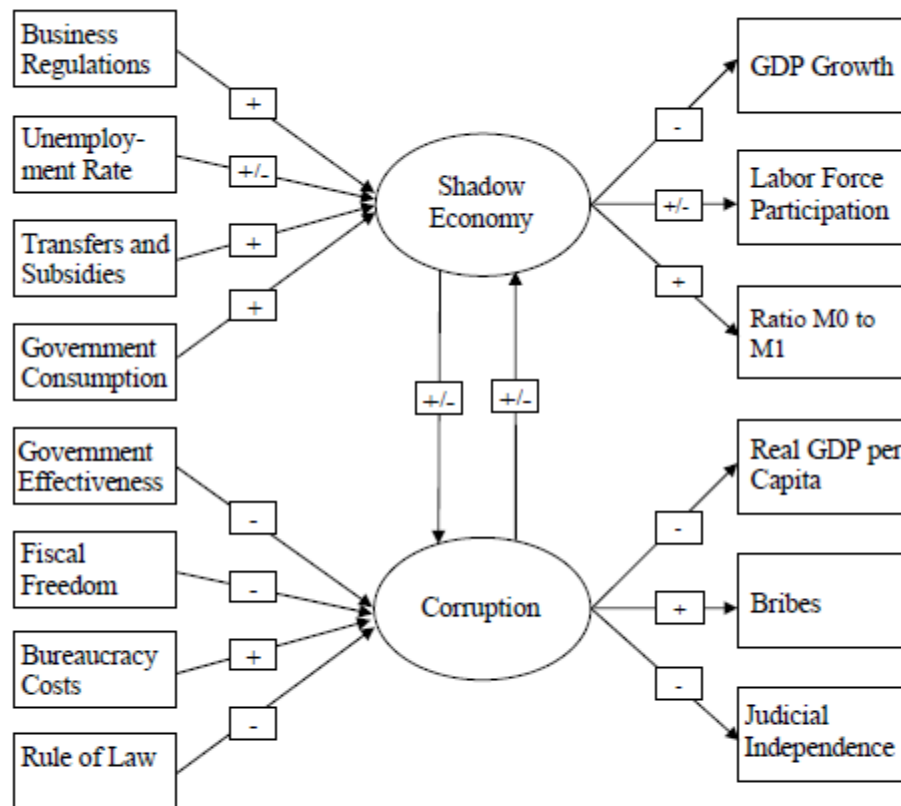 Business
Regulations
+
Unemploy-
ment Rate
+/-
Transfers and
Subsidies
+
Government
Consumption
+
Shadow
Economy
-
GDP Growth
+/-
Labor Force
Participation
+
Ratio M0 to
M1
+/-
+/-
Government
Effectiveness
-
Fiscal
Freedom
-
Bureaucracy
Costs
+
Rule of Law
-
Corruption
-
Real GDP per
Capita
+
Bribes
-
Judicial
Independence